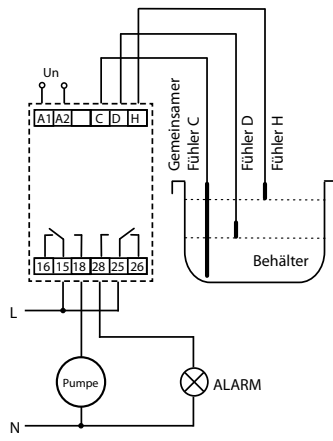 Un
A1 A2 C D H
Gemeinsamer
Fühler C
Fühler D
Fühler H
Behälter
16 15 18 28 25 26
L
Pumpe
ALARM
N